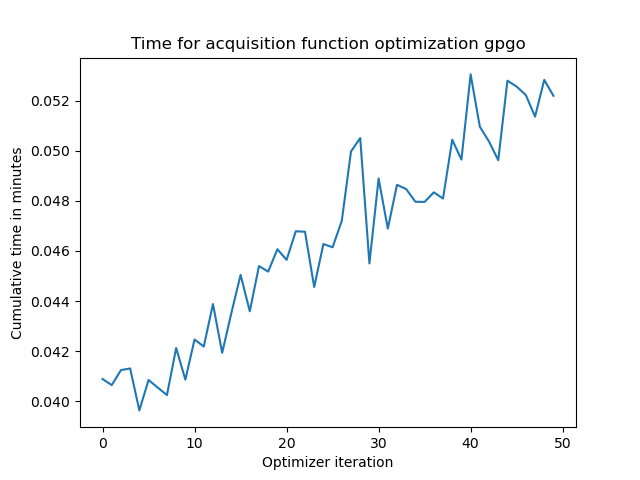 Time for acquisition function optimization gpgo
Cumulative time in minutes
0.052
0.050
0.048
0.046
0.044
0.042
0.040
0 10 20 30 40 50
Optimizer iteration